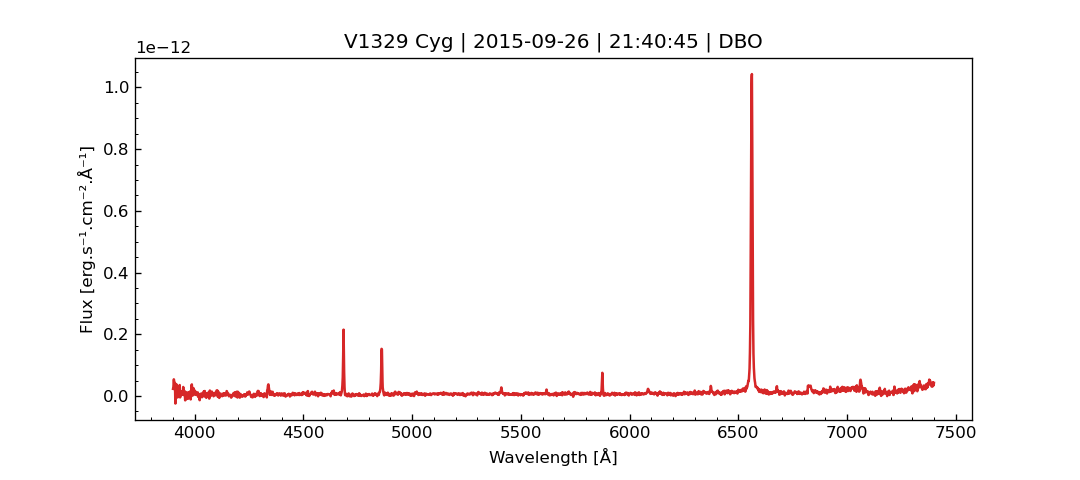 V1329 Cyg | 2015-09-26 | 21:40:45 | DBO
1e−12
1.0
0.8
0.6
0.4
0.2
0.0
Flux [erg.s⁻¹.cm⁻².Å⁻¹]
4000 4500 5000 5500 6000 6500 7000 7500
Wavelength [Å]